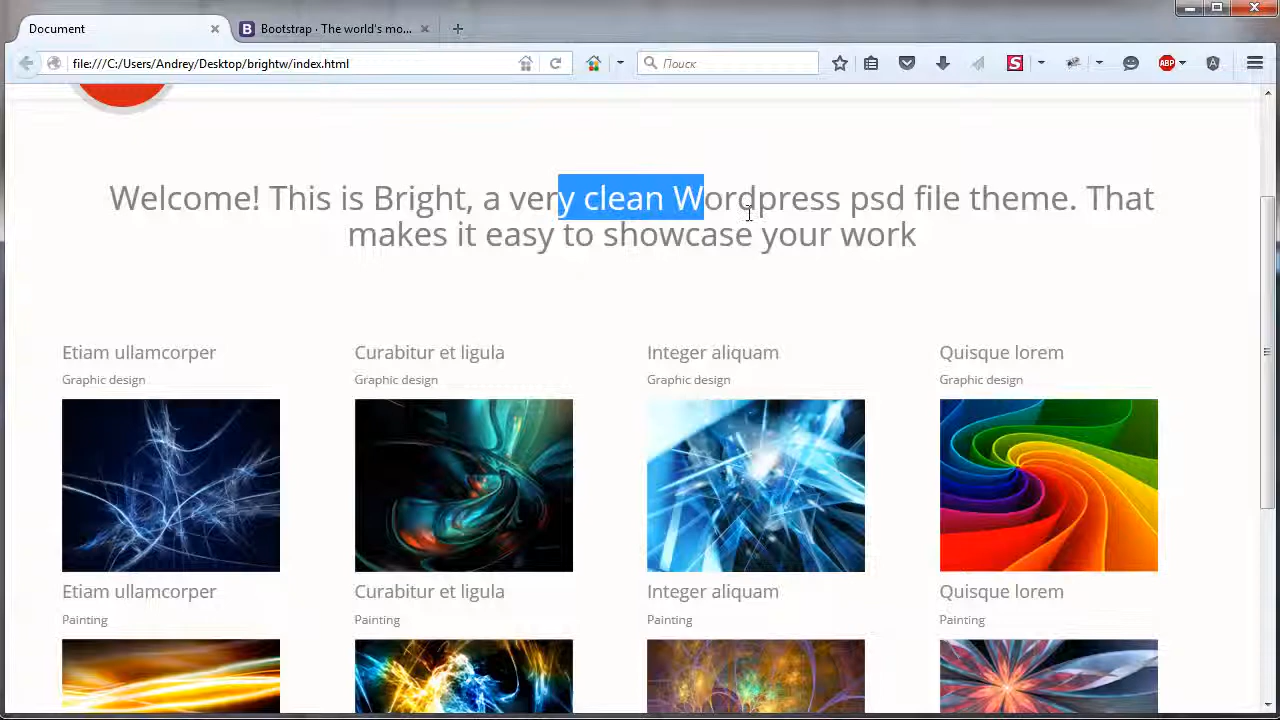 Document
Bootstrap · The world's mo...
file:///C:/Users/Andrey/Desktop/brightw/index.html
Поиск
S
ABP
A
Welcome! This is Bright, a very clean Wordpress psd file theme. That
makes it easy to showcase your work
Etiam ullamcorper
Curabitur et ligula
Integer aliquam
Quisque lorem
Graphic design
Graphic design
Graphic design
Graphic design
Etiam ullamcorper
Curabitur et ligula
Integer aliquam
Quisque lorem
Painting
Painting
Painting
Painting